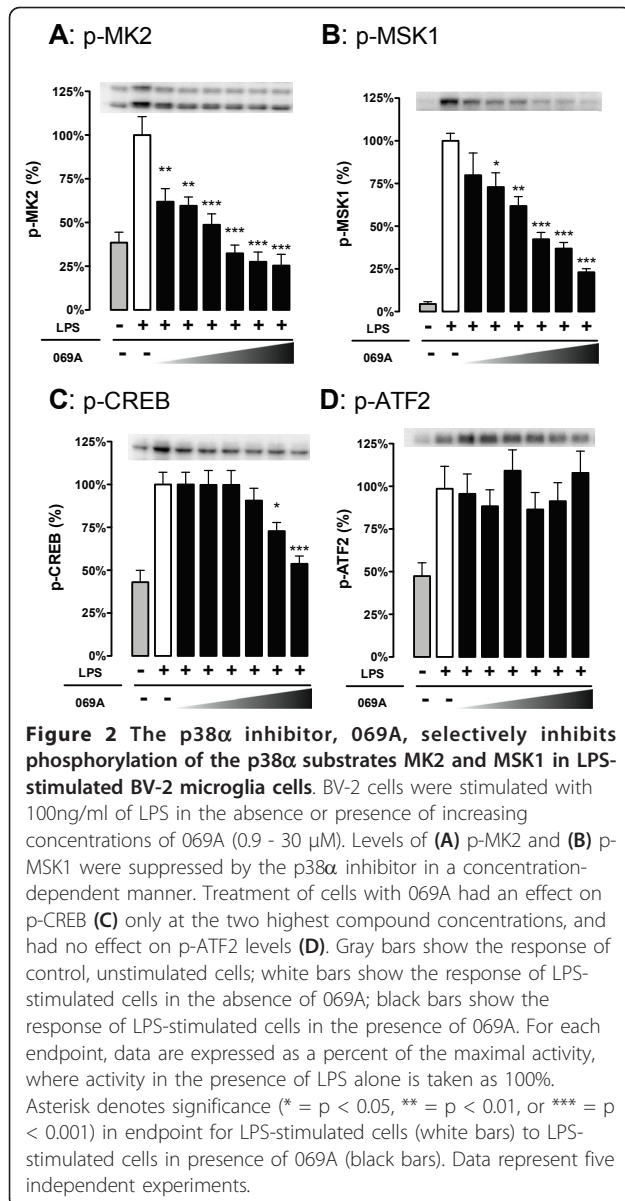 A: p-MK2
125%
100%
75%
50%
25%
0%
p-MK2 (%)
** ** *** *** *** ***
LPS - + + + + + + +
069A - -
B: p-MSK1
125%
100%
75%
50%
25%
0%
p-MSK1 (%)
* ** *** *** ***
LPS - + + + + + + +
069A - -
C: p-CREB
125%
100%
75%
50%
25%
0%
p-CREB (%)
* ***
LPS - + + + + + + +
069A - -
D: p-ATF2
125%
100%
75%
50%
25%
0%
p-ATF2 (%)
LPS - + + + + + + +
069A - -
Figure 2 The p38α inhibitor, 069A, selectively inhibits
phosphorylation of the p38α substrates MK2 and MSK1 in LPS-
stimulated BV-2 microglia cells. BV-2 cells were stimulated with
100ng/ml of LPS in the absence or presence of increasing
concentrations of 069A (0.9 - 30 μM). Levels of (A) p-MK2 and (B) p-
MSK1 were suppressed by the p38α inhibitor in a concentration-
dependent manner. Treatment of cells with 069A had an effect on
p-CREB (C) only at the two highest compound concentrations, and
had no effect on p-ATF2 levels (D). Gray bars show the response of
control, unstimulated cells; white bars show the response of LPS-
stimulated cells in the absence of 069A; black bars show the
response of LPS-stimulated cells in the presence of 069A. For each
endpoint, data are expressed as a percent of the maximal activity,
where activity in the presence of LPS alone is taken as 100%.
Asterisk denotes significance (* = p < 0.05, ** = p < 0.01, or *** = p
< 0.001) in endpoint for LPS-stimulated cells (white bars) to LPS-
stimulated cells in presence of 069A (black bars). Data represent five
independent experiments.